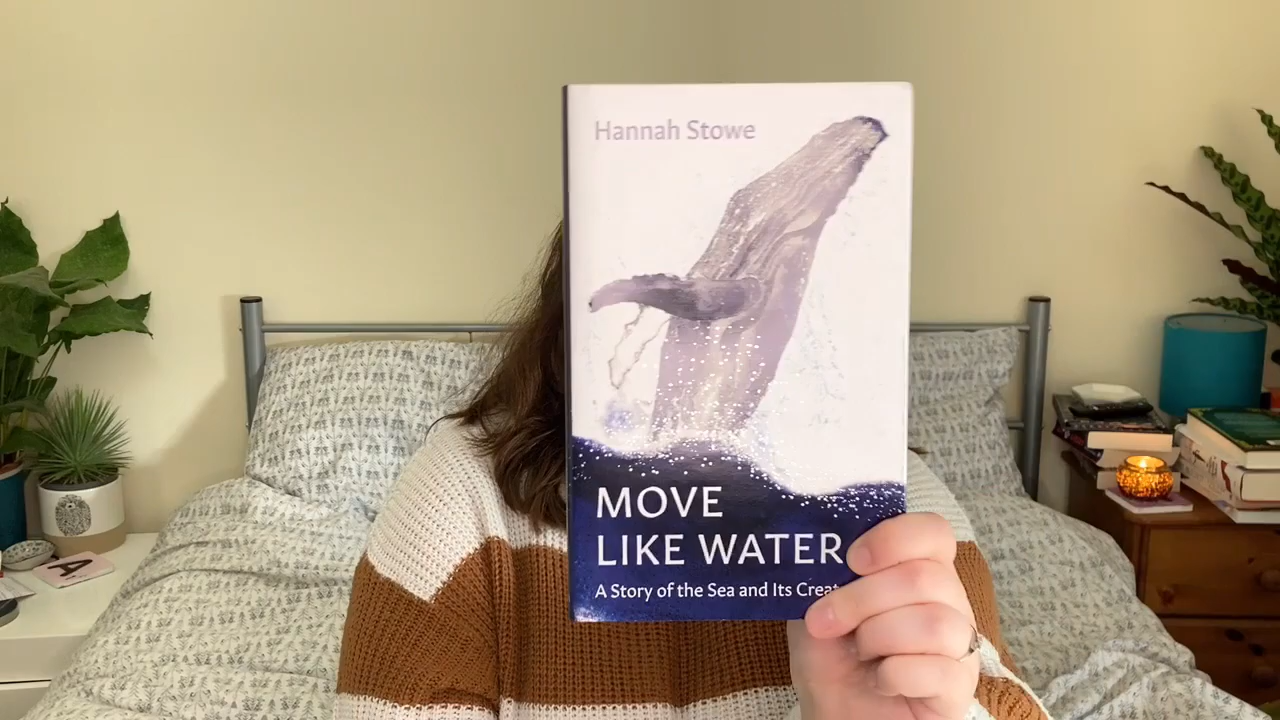 Hannah Stowe
MOVE
LIKE WATER
A Story of the Sea and Its Creat
A